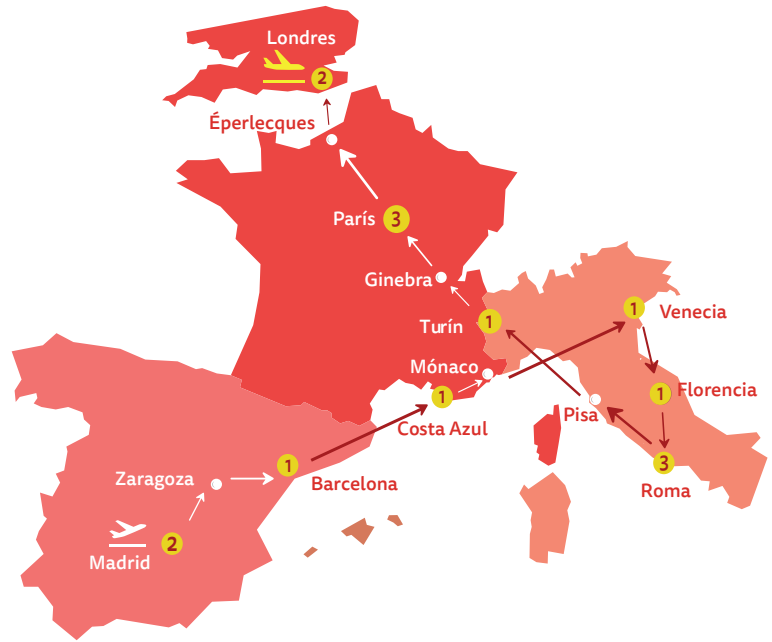 Londres
2
Éperlecques
París 3
Ginebra
Turín 1
1 Venecia
Mónaco
1 Florencia
1
Costa Azul
Pisa
3
Roma
1
Zaragoza
Barcelona
2
Madrid